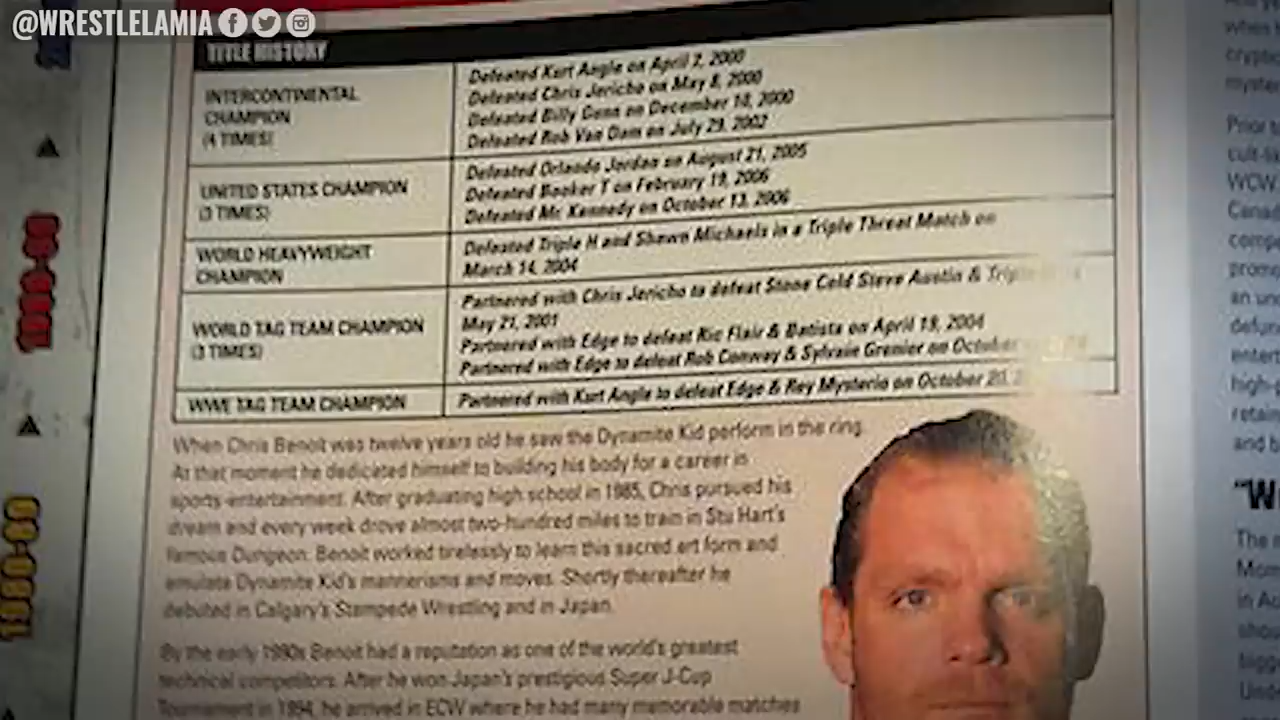 @WRESTLELAMIA
TITLE HISTORY
INTERCONTINENTAL
CHAMPION
(4 TIMES)
Defeated Kurt Angle on April 2, 2000
Defeated Chris Jericho on May 8, 2000
Defeated Billy Gunn on December 10, 2000
Defeated Rob Van Dam on July 29, 2002
UNITED STATES CHAMPION
(3 TIMES)
Defeated Orlando Jordan on August 21, 2005
Defeated Booker T on February 19, 2006
Defeated Mr. Kennedy on October 13, 2006
WORLD HEAVYWEIGHT
CHAMPION
Defeated Triple H and Shawn Michaels in a Triple Threat Match on
March 14, 2004
WORLD TAG TEAM CHAMPION
(3 TIMES)
Partnered with Chris Jericho to defeat Stone Cold Steve Austin &
May 21, 2001
Partnered with Edge to defeat Ric Flair & Batista on April 19, 2004
Partnered with Edge to defeat Rob Conway & Sylvain Grenier on October
WWE TAG TEAM CHAMPION
Partnered with Kurt Angle to defeat Edge & Rey Mysterio on October 20,
When Chris Benoit was twelve years old he saw the Dynamite Kid perform in the ring.
At that moment he dedicated himself to building his body for a career in
sports-entertainment. After graduating high school in 1985, Chris pursued his
dream and every week drove almost two-hundred miles to train in Stu Hart's
famous Dungeon. Benoit worked tirelessly to learn this sacred art form and
emulate Dynamite Kid's mannerisms and moves. Shortly thereafter he
debuted in Calgary's Stampede Wrestling and in Japan.
By the early 1990s Benoit had a reputation as one of the world's greatest
technical competitors. After he won Japan's prestigious Super J-Cup
Tournament in 1994, he arrived in ECW where he had many memorable matches
when
Prior
WCW
"W
The
in